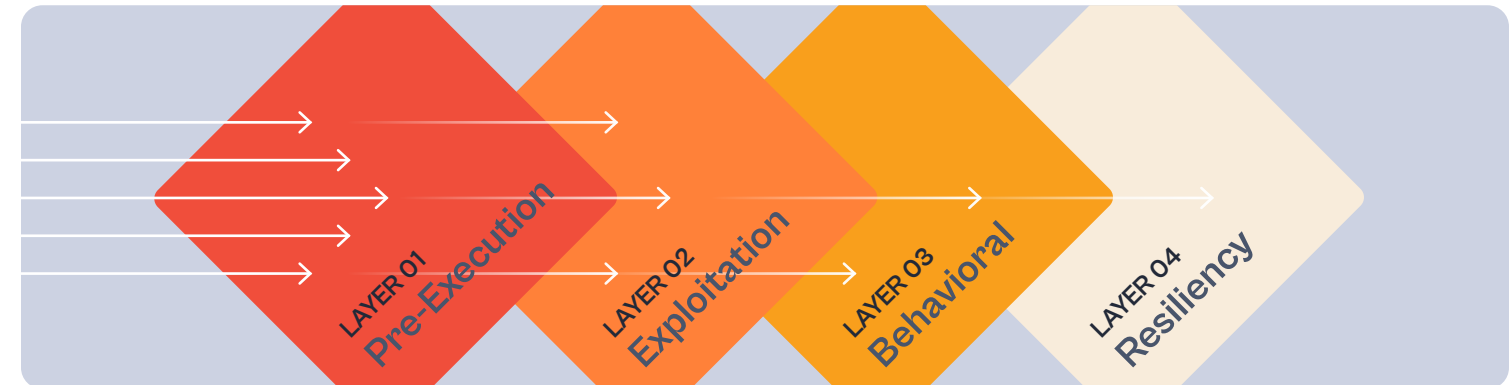 LAYER 01
Pre-Execution
LAYER 02
Exploitation
LAYER 03
Behavioral
LAYER 04
Resiliency